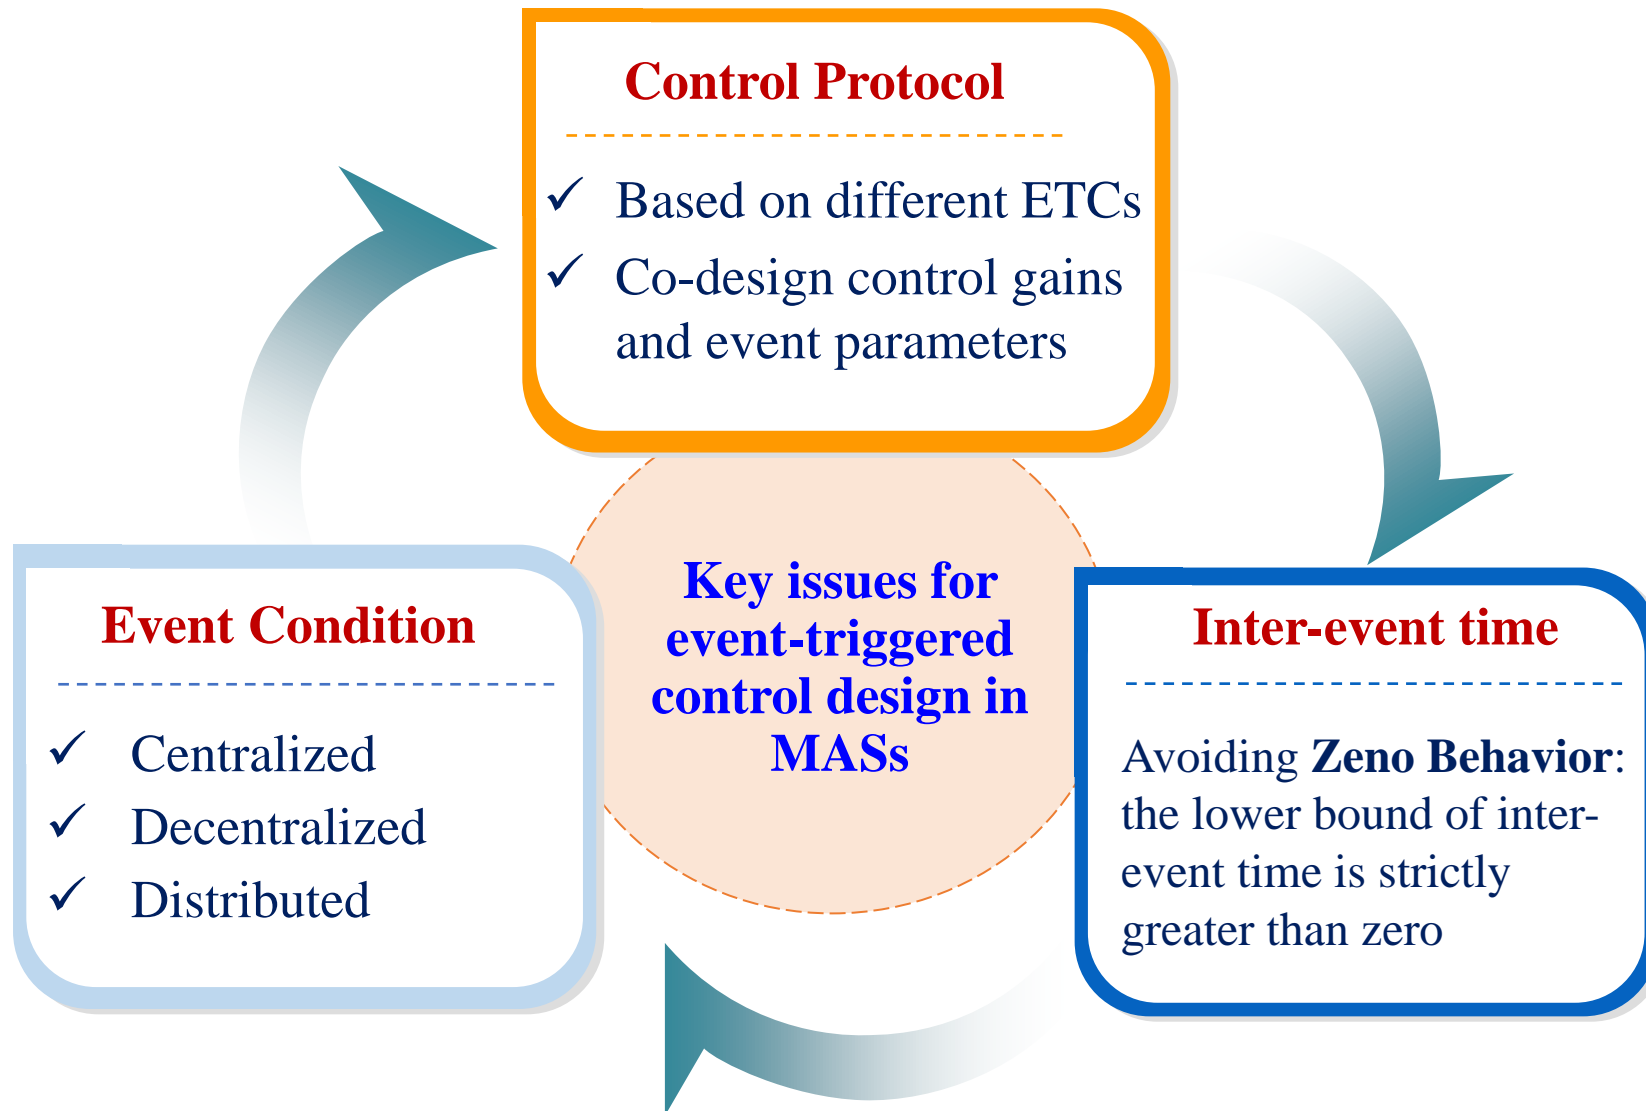 Control Protocol
✓ Based on different ETCs
✓ Co-design control gains
and event parameters
Key issues for
event-triggered
control design in
MASs
Event Condition
✓ Centralized
✓ Decentralized
✓ Distributed
Inter-event time
Avoiding Zeno Behavior:
the lower bound of inter-
event time is strictly
greater than zero